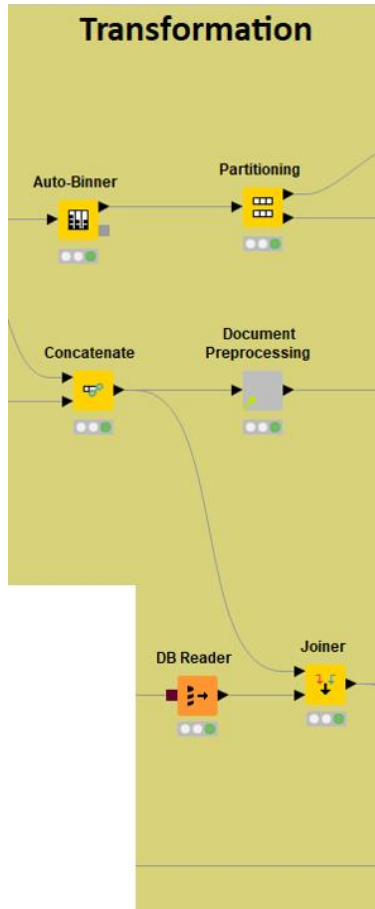 Transformation
Partitioning
Auto-Binner
Document
Preprocessing
Concatenate
Joiner
DB Reader